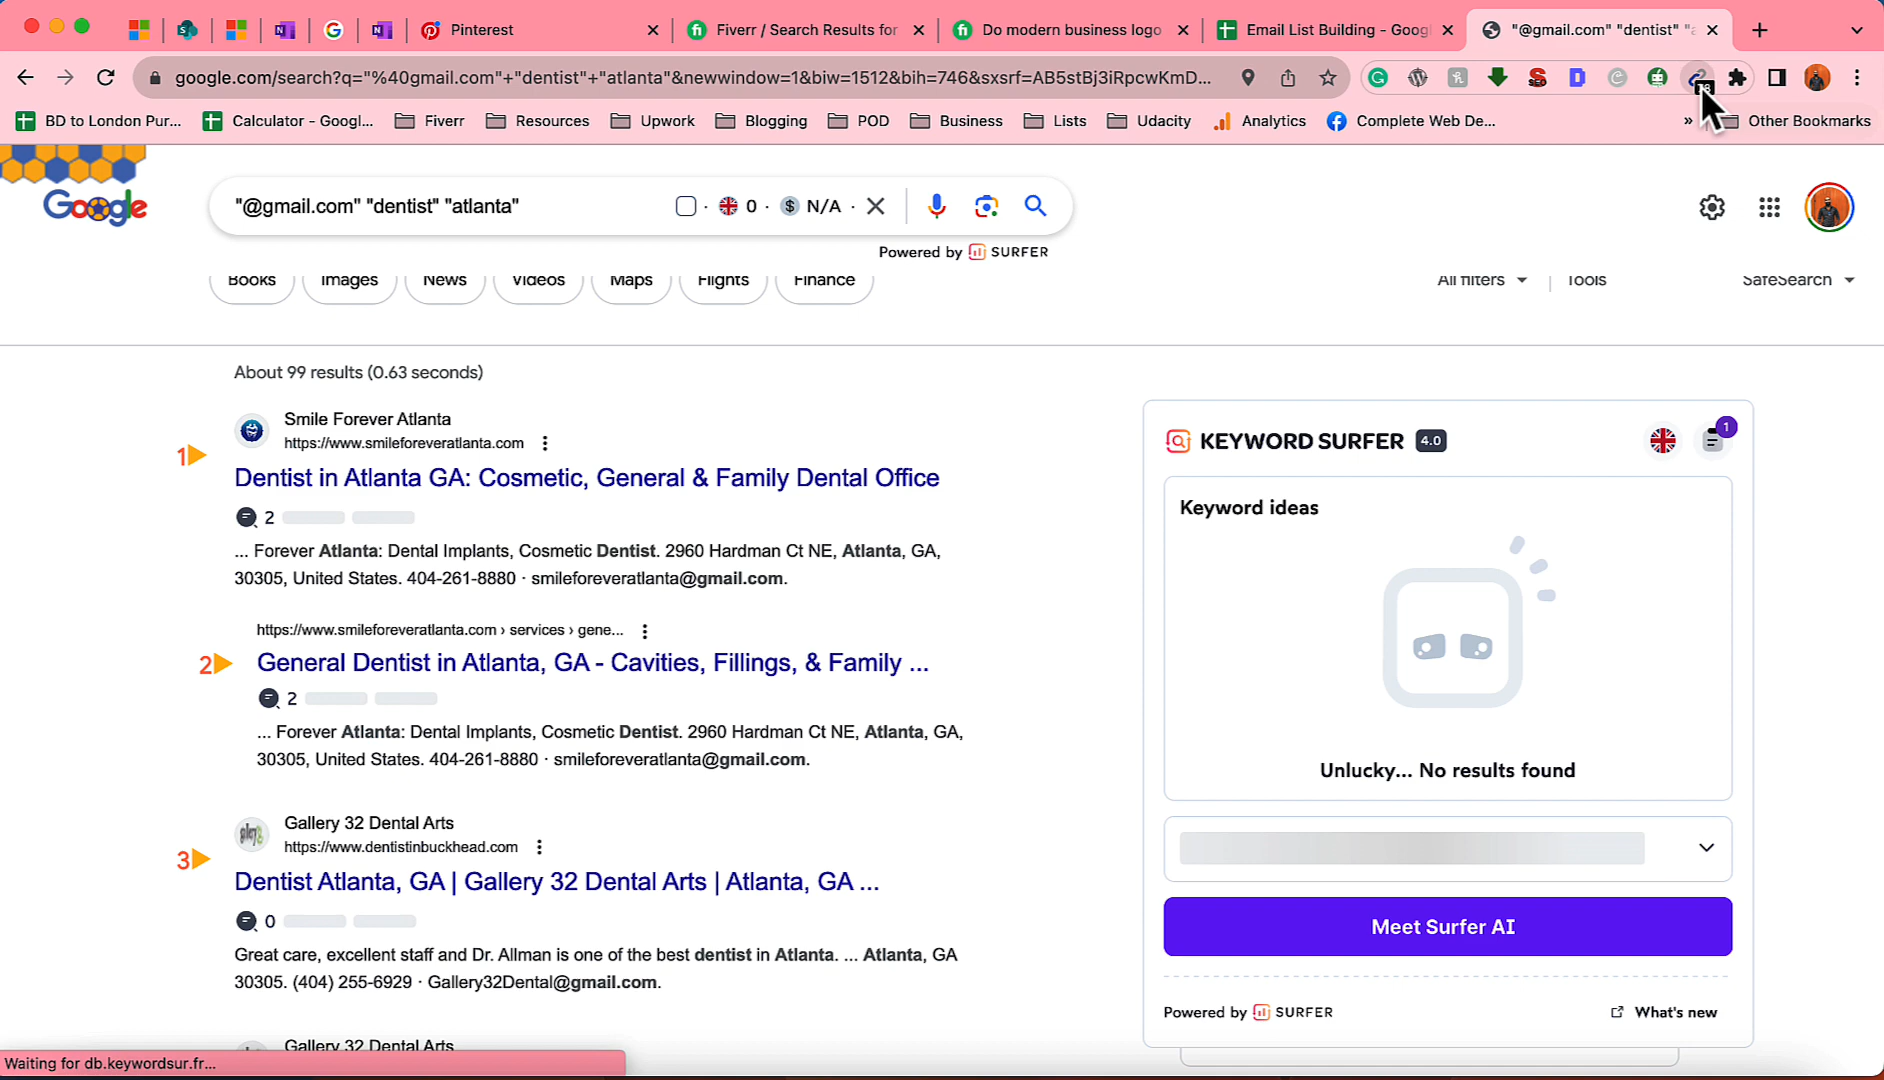 Pinterest
Fiverr / Search Results for
Do modern business logo
Email List Building - Googl
"@gmail.com" "dentist" "a
google.com/search?q="%40gmail.com"+"dentist"+"atlanta"&newwindow=1&biw=1512&bih=746&sxsrf=AB5stBj3iRpcwKmD...
BD to London Pur...
Calculator - Googl...
Fiverr
Resources
Upwork
Blogging
POD
Business
Lists
Udacity
Analytics
Complete Web De...
»
Other Bookmarks
Google
"@gmail.com" "dentist" "atlanta"
· 0 · $ N/A ·
Powered by SURFER
Books
Images
News
Videos
Maps
Flights
Finance
All filters
Tools
SafeSearch
About 99 results (0.63 seconds)
Smile Forever Atlanta
https://www.smileforeveratlanta.com
1
Dentist in Atlanta GA: Cosmetic, General & Family Dental Office
2
... Forever Atlanta: Dental Implants, Cosmetic Dentist. 2960 Hardman Ct NE, Atlanta, GA,
30305, United States. 404-261-8880 · smileforeveratlanta@gmail.com.
https://www.smileforeveratlanta.com › services › gene...
2
General Dentist in Atlanta, GA - Cavities, Fillings, & Family ...
2
... Forever Atlanta: Dental Implants, Cosmetic Dentist. 2960 Hardman Ct NE, Atlanta, GA,
30305, United States. 404-261-8880 · smileforeveratlanta@gmail.com.
Gallery 32 Dental Arts
https://www.dentistinbuckhead.com
3
Dentist Atlanta, GA | Gallery 32 Dental Arts | Atlanta, GA ...
0
Great care, excellent staff and Dr. Allman is one of the best dentist in Atlanta. ... Atlanta, GA
30305. (404) 255-6929 · Gallery32Dental@gmail.com.
Gallery 32 Dental Arts
KEYWORD SURFER 4.0
1
Keyword ideas
Unlucky... No results found
Meet Surfer AI
Powered by SURFER
What's new
Waiting for db.keywordsur.fr...